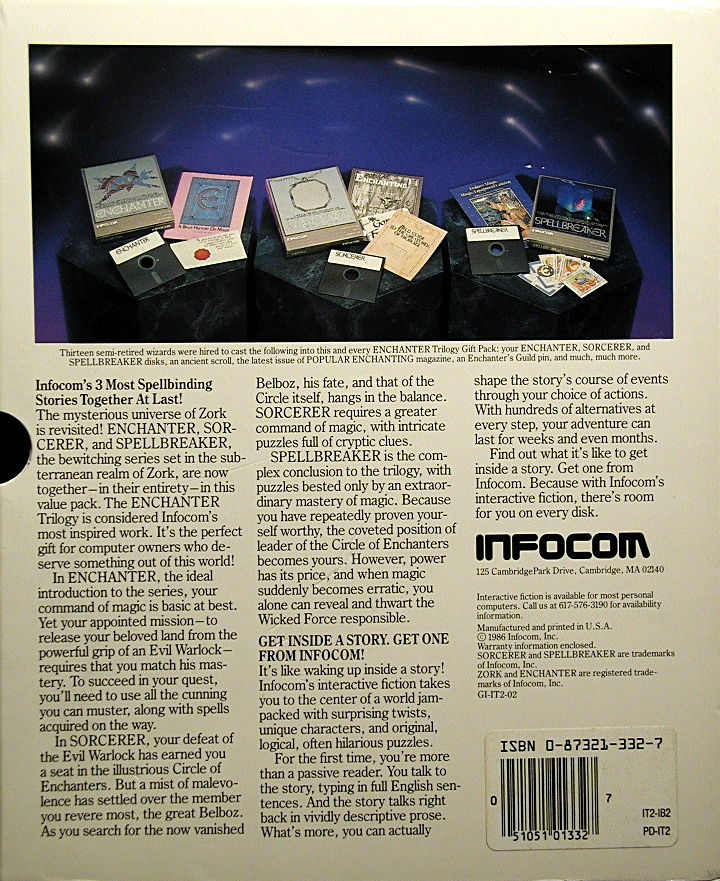 ENCHANTER
ENCHANTER
A Brief History Of Magic
SORCERER
ENCHANTING
SPELLBREAKER
SPELLBREAKER
INFOCOM
Thirteen semi-retired wizards were hired to cast the following into this and every ENCHANTER Trilogy Gift Pack: your ENCHANTER, SORCERER, and
SPELLBREAKER disks, an ancient scroll, the latest issue of POPULAR ENCHANTING magazine, an Enchanter's Guild pin, and much, much more.
Infocom's 3 Most Spellbinding
Stories Together At Last!
The mysterious universe of Zork
is revisited! ENCHANTER, SOR-
CERER, and SPELLBREAKER,
the bewitching series set in the sub-
terranean realm of Zork, are now
together—in their entirety—in this
value pack. The ENCHANTER
Trilogy is considered Infocom's
most inspired work. It's the perfect
gift for computer owners who de-
serve something out of this world!
In ENCHANTER, the ideal
introduction to the series, your
command of magic is basic at best.
Yet your appointed mission—to
release your beloved land from the
powerful grip of an Evil Warlock—
requires that you match his mas-
tery. To succeed in your quest,
you'll need to use all the cunning
you can muster, along with spells
acquired on the way.
In SORCERER, your defeat of
the Evil Warlock has earned you
a seat in the illustrious Circle of
Enchanters. But a mist of malevo-
lence has settled over the member
you revere most, the great Belboz.
As you search for the now vanished
Belboz, his fate, and that of the
Circle itself, hangs in the balance.
SORCERER requires a greater
command of magic, with intricate
puzzles full of cryptic clues.
SPELLBREAKER is the com-
plex conclusion to the trilogy, with
puzzles bested only by an extraor-
dinary mastery of magic. Because
you have repeatedly proven your-
self worthy, the coveted position of
leader of the Circle of Enchanters
becomes yours. However, power
has its price, and when magic
suddenly becomes erratic, you
alone can reveal and thwart the
Wicked Force responsible.
GET INSIDE A STORY. GET ONE
FROM INFOCOM!
It's like waking up inside a story!
Infocom's interactive fiction takes
you to the center of a world jam-
packed with surprising twists,
unique characters, and original,
logical, often hilarious puzzles.
For the first time, you're more
than a passive reader. You talk to
the story, typing in full English sen-
tences. And the story talks right
back in vividly descriptive prose.
What's more, you can actually
shape the story's course of events
through your choice of actions.
With hundreds of alternatives at
every step, your adventure can
last for weeks and even months.
Find out what it's like to get
inside a story. Get one from
Infocom. Because with Infocom's
interactive fiction, there's room
for you on every disk.
INFOCOM
125 CambridgePark Drive, Cambridge, MA 02140
Interactive fiction is available for most personal
computers. Call us at 617-576-3190 for availability
information.
Manufactured and printed in U.S.A.
© 1986 Infocom, Inc.
Warranty information enclosed.
SORCERER and SPELLBREAKER are trademarks
of Infocom, Inc.
ZORK and ENCHANTER are registered trade-
marks of Infocom, Inc.
GI-IT2-02
ISBN 0-87321-332-7
0 51051 01332 7
IT2-IB2
PD-IT2